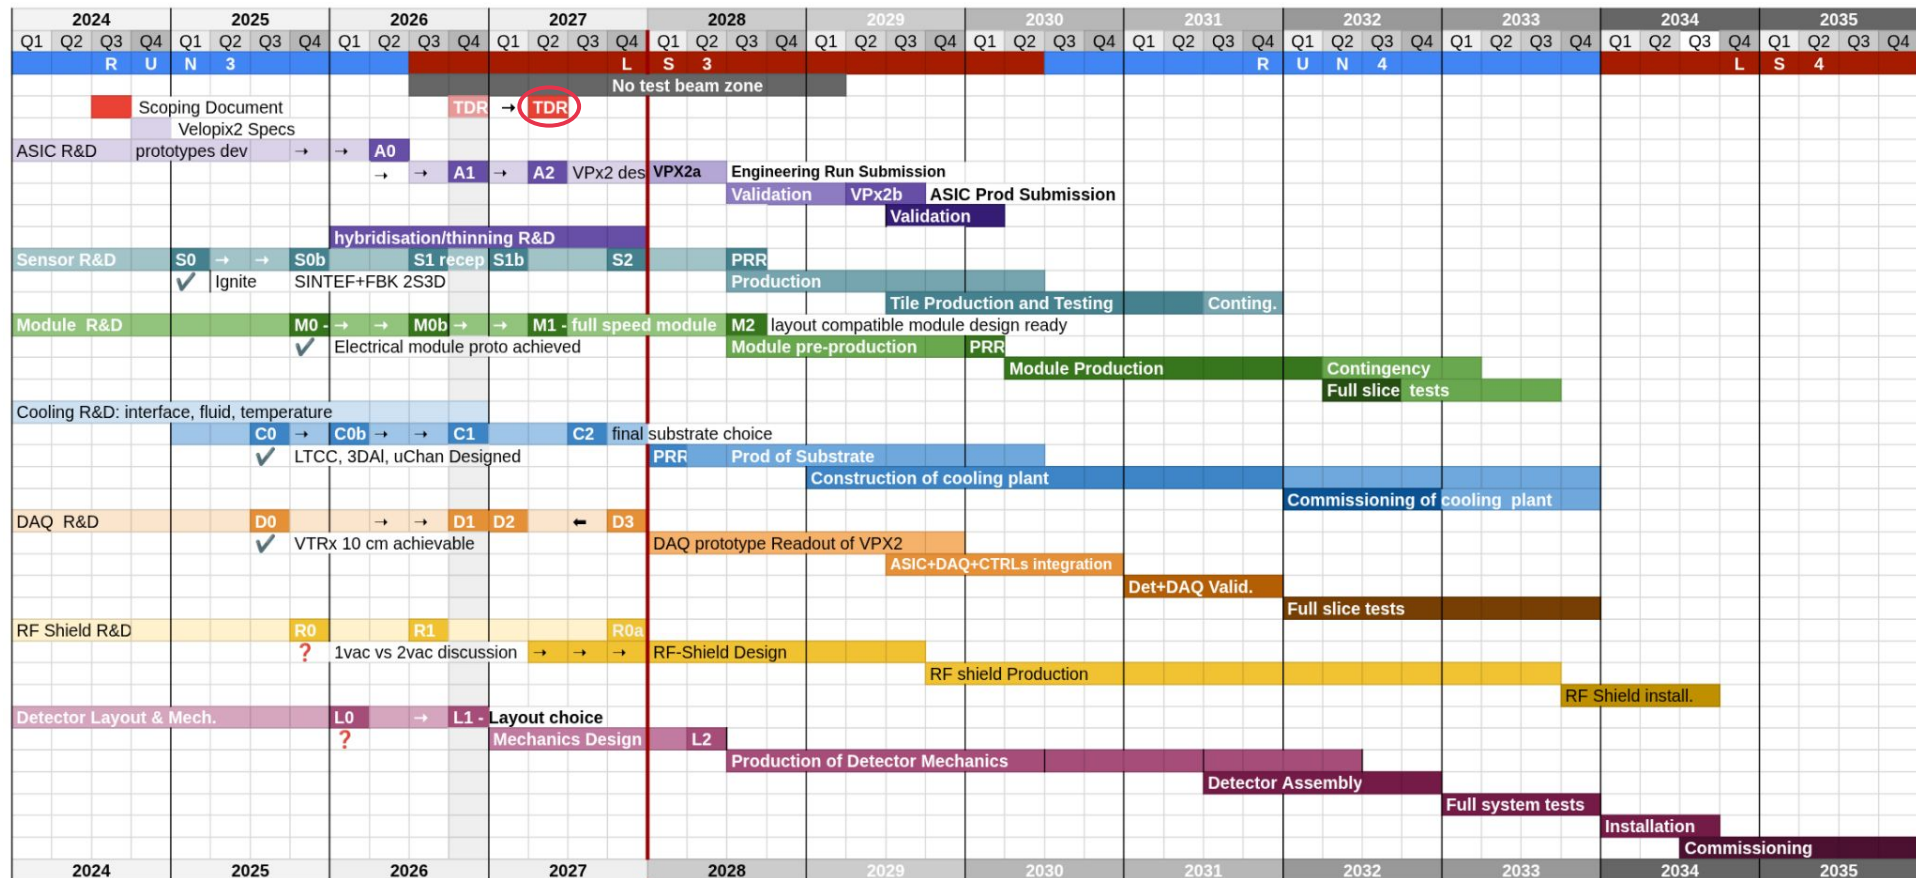 2024 2025 2026 2027 2028 2029 2030 2031 2032 2033 2034 2035
Q1 Q2 Q3 Q4 Q1 Q2 Q3 Q4 Q1 Q2 Q3 Q4 Q1 Q2 Q3 Q4 Q1 Q2 Q3 Q4 Q1 Q2 Q3 Q4 Q1 Q2 Q3 Q4 Q1 Q2 Q3 Q4 Q1 Q2 Q3 Q4 Q1 Q2 Q3 Q4 Q1 Q2 Q3 Q4 Q1 Q2 Q3 Q4
R U N 3 L S 3 R U N 4 L S 4
No test beam zone
Scoping Document TDR → TDR
Velopix2 Specs
ASIC R&D prototypes dev → → A0
→ → A1 → A2 VPx2 des VPX2a Engineering Run Submission
Validation VPx2b ASIC Prod Submission
Validation
hybridisation/thinning R&D
Sensor R&D S0 → → S0b S1 recep S1b S2 PRR
✔ Ignite SINTEF+FBK 2S3D Production
Tile Production and Testing Conting.
Module R&D M0 - → → M0b → → M1 - full speed module M2 layout compatible module design ready
✔ Electrical module proto achieved Module pre-production PRR
Module Production Contingency
Full slice tests
Cooling R&D: interface, fluid, temperature
C0 → C0b → → C1 C2 final substrate choice
✔ LTCC, 3DAl, uChan Designed PRR Prod of Substrate
Construction of cooling plant
Commissioning of cooling plant
DAQ R&D D0 → → D1 D2 ⬅ D3
✔ VTRx 10 cm achievable DAQ prototype Readout of VPX2
ASIC+DAQ+CTRLs integration
Det+DAQ Valid.
Full slice tests
RF Shield R&D R0 R1 R0a
❓ 1vac vs 2vac discussion → → → RF-Shield Design
RF shield Production
RF Shield install.
Detector Layout & Mech. L0 → L1 - Layout choice
❓ Mechanics Design L2
Production of Detector Mechanics
Detector Assembly
Full system tests
Installation
Commissioning
2024 2025 2026 2027 2028 2029 2030 2031 2032 2033 2034 2035